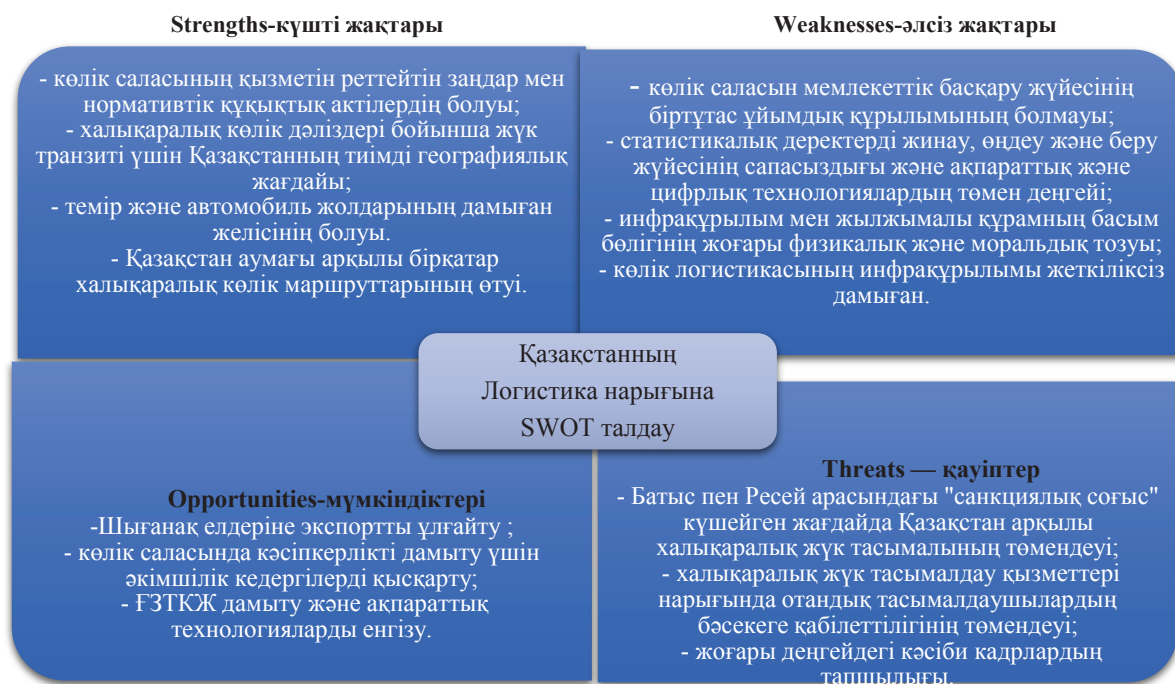 Strengths-күшті жақтары
- көлік саласының қызметін реттейтін заңдар мен
нормативтік құқықтық актілердің болуы;
- халықаралық көлік дәліздері бойынша жүк
транзиті үшін Қазақстанның тиімді географиялық
жағдайы;
- темір және автомобиль жолдарының дамыған
желісінің болуы.
- Қазақстан аумағы арқылы бірқатар
халықаралық көлік маршруттарының өтуі.
Weaknesses-әлсіз жақтары
- көлік саласын мемлекеттік басқару жүйесінің
біртұтас ұйымдық құрылымының болмауы;
- статистикалық деректерді жинау, өңдеу және беру
жүйесінің сапасыздығы және ақпараттық және
цифрлық технологиялардың төмен деңгейі;
- инфрақұрылым мен жылжымалы құрамның басым
бөлігінің жоғары физикалық және моральдық тозуы;
- көлік логистикасының инфрақұрылымы жеткіліксіз
дамыған.
Қазақстанның
Логистика нарығына
SWOT талдау
Opportunities-мүмкіндіктері
-Шығанақ елдеріне экспортты ұлғайту ;
- көлік саласында кәсіпкерлікті дамыту үшін
әкімшілік кедергілерді қысқарту;
- ҒЗТКЖ дамыту және ақпараттық
технологияларды енгізу.
Threats — қауіптер
- Батыс пен Ресей арасындағы "санкциялық соғыс"
күшейген жағдайда Қазақстан арқылы
халықаралық жүк тасымалының төмендеуі;
- халықаралық жүк тасымалдау қызметтері
нарығында отандық тасымалдаушылардың
бәсекеге қабілеттілігінің төмендеуі;
- жоғары деңгейдегі кәсіби кадрлардың
тапшылығы.